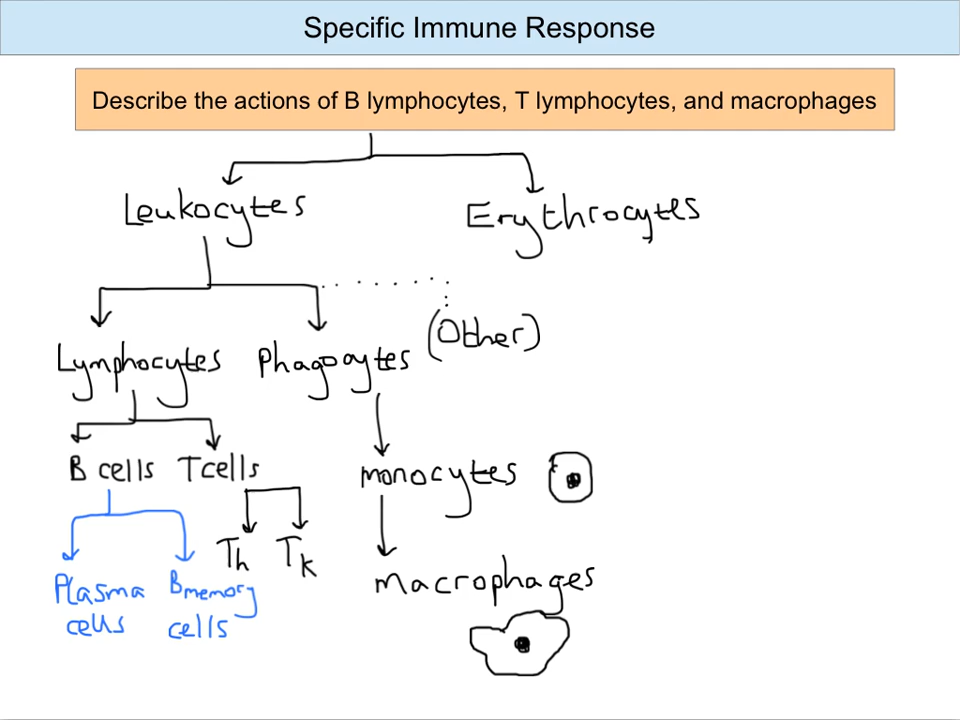 Specific Immune Response
Describe the actions of B lymphocytes, T lymphocytes, and macrophages
Leukocytes
Erythrocytes
Lymphocytes
Phagocytes
(Other)
B cells
T cells
monocytes
Th
Tk
Plasma
cells
Bmemory
cells
macrophages